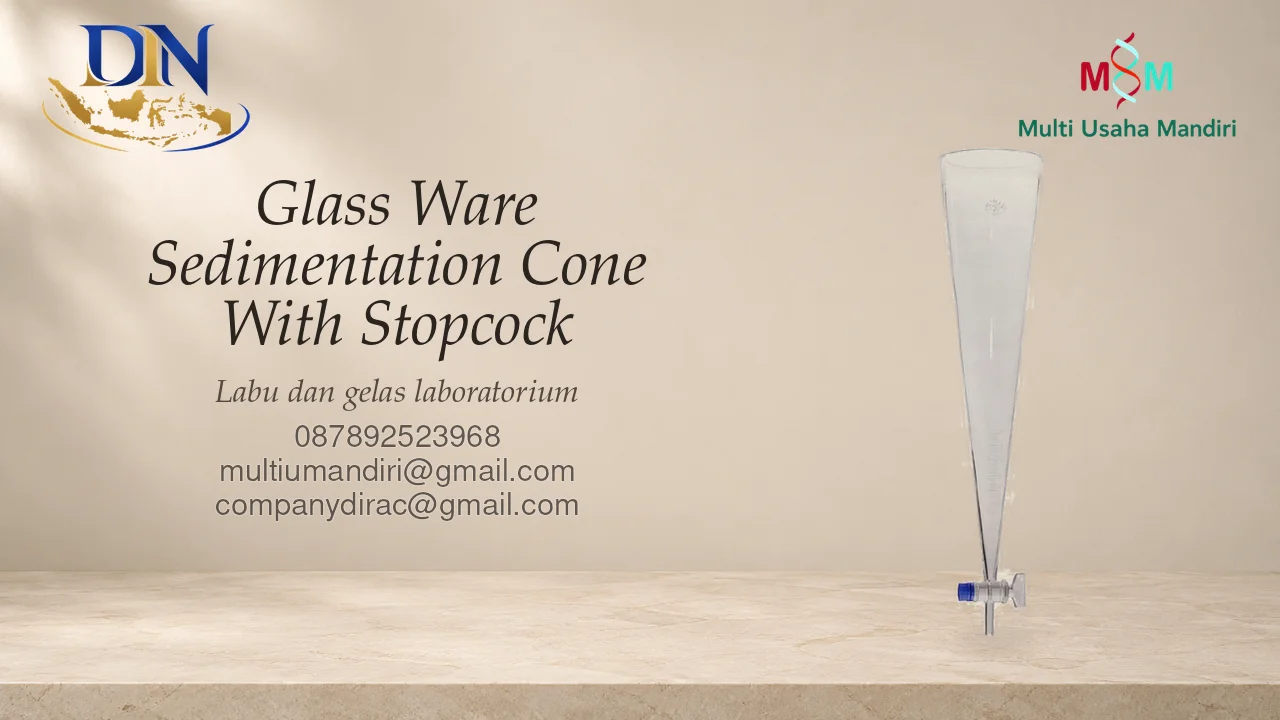 DIN
MSM
Multi Usaha Mandiri
Glass Ware
Sedimentation Cone
With Stopcock
Labu dan gelas laboratorium
087892523968
multiumandiri@gmail.com
companydirac@gmail.com